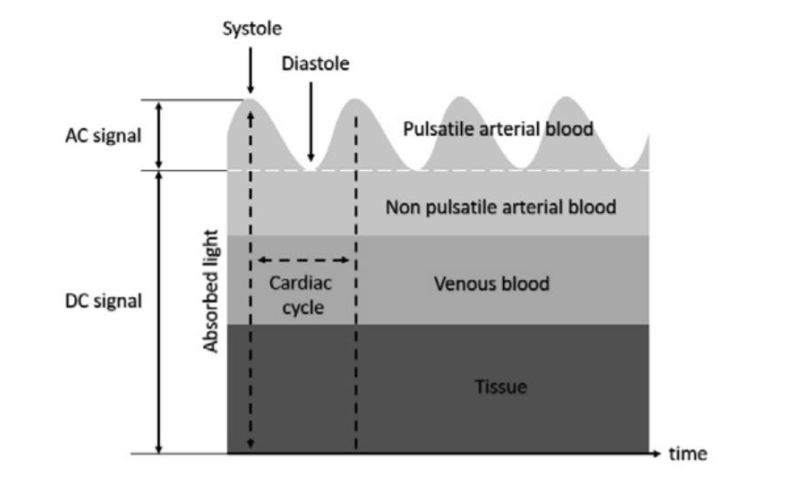 Systole
Diastole
AC signal
Pulsatile arterial blood
Non pulsatile arterial blood
Absorbed light
DC signal
Cardiac
cycle
Venous blood
Tissue
time